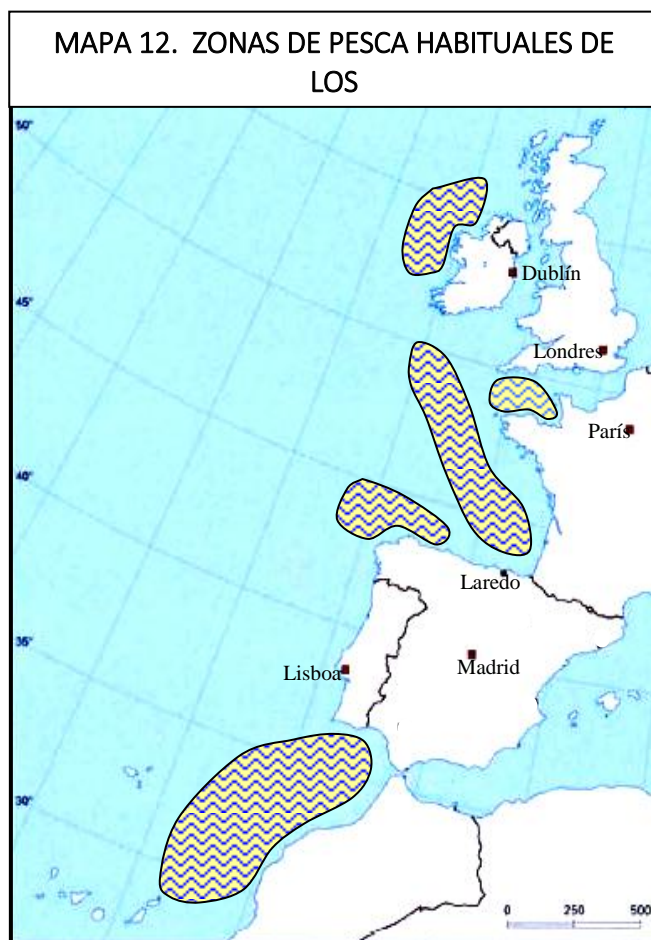 MAPA 12. ZONAS DE PESCA HABITUALES DE
LOS
50°
45°
40°
35°
30°
Dublín
Londres
París
Laredo
Lisboa
Madrid
0 250 500